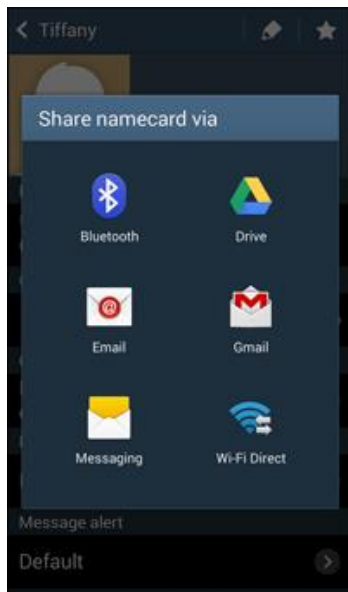 Tiffany
Share namecard via
Bluetooth
Drive
Email
Gmail
Messaging
Wi-Fi Direct
Message alert
Default